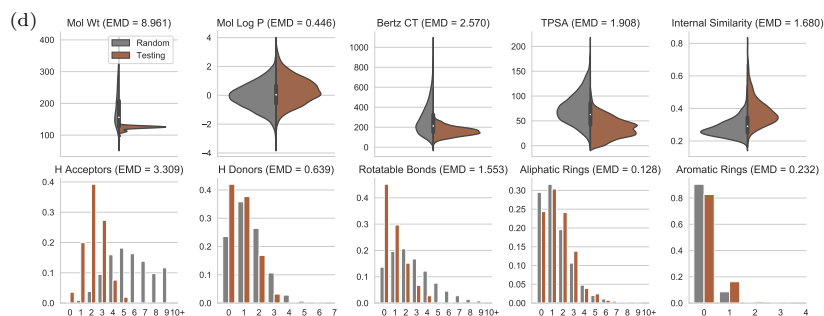 (d)
Mol Wt (EMD = 8.961)
Mol Log P (EMD = 0.446)
Bertz CT (EMD = 2.570)
TPSA (EMD = 1.908)
Internal Similarity (EMD = 1.680)
400
300
200
100
Random
Testing
4
2
0
−2
−4
1000
800
600
400
200
0
200
150
100
50
0
0.8
0.6
0.4
0.2
H Acceptors (EMD = 3.309)
H Donors (EMD = 0.639)
Rotatable Bonds (EMD = 1.553)
Aliphatic Rings (EMD = 0.128)
Aromatic Rings (EMD = 0.232)
0.4
0.3
0.2
0.1
0.0
0 1 2 3 4 5 6 7 8 9 10+
0.4
0.3
0.2
0.1
0.0
0 1 2 3 4 5 6 7
0.4
0.3
0.2
0.1
0.0
0 1 2 3 4 5 6 7 8 9 10+
0.30
0.25
0.20
0.15
0.10
0.05
0.00
0 1 2 3 4 5 6 7 8 9 10+
0.8
0.6
0.4
0.2
0.0
0 1 2 3 4